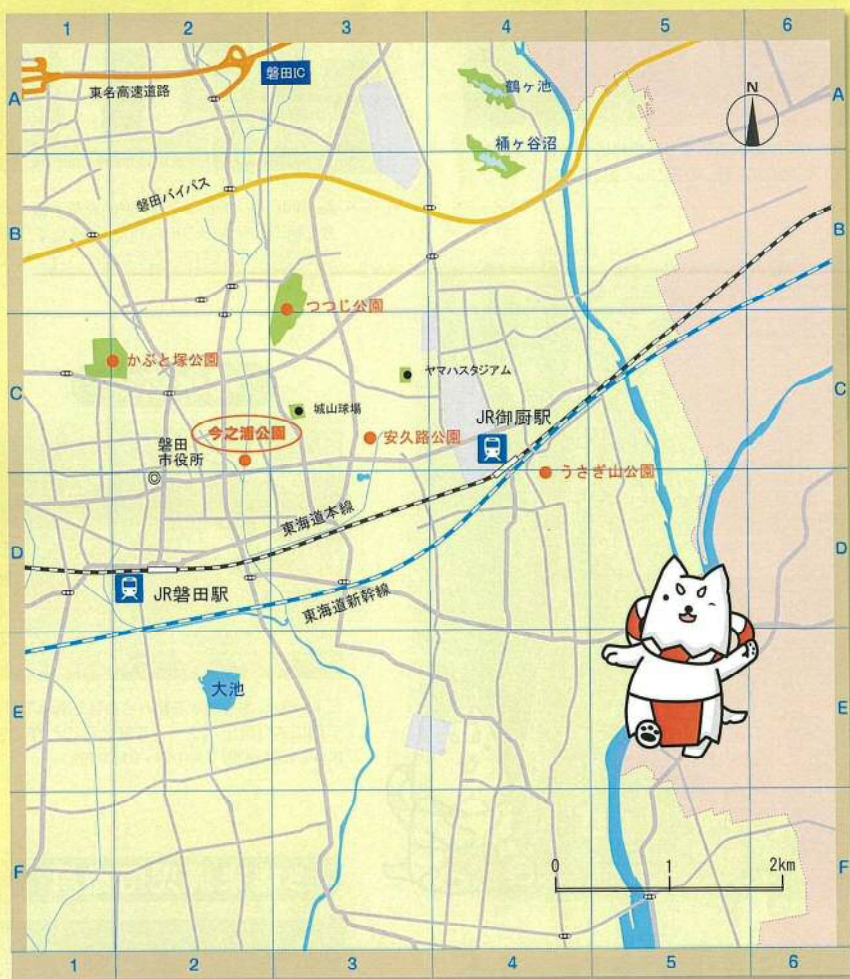 1
2
3
4
5
6
A
磐田IC
東名高速道路
鶴ヶ池
A
N
桶ヶ谷沼
磐田バイパス
B
B
つつじ公園
かぶと塚公園
ヤマハスタジアム
C
C
城山球場
JR御厨駅
今之浦公園
安久路公園
磐田
市役所
うさぎ山公園
東海道本線
D
D
JR磐田駅
東海道新幹線
大池
E
E
0
1
2km
F
F
1
2
3
4
5
6